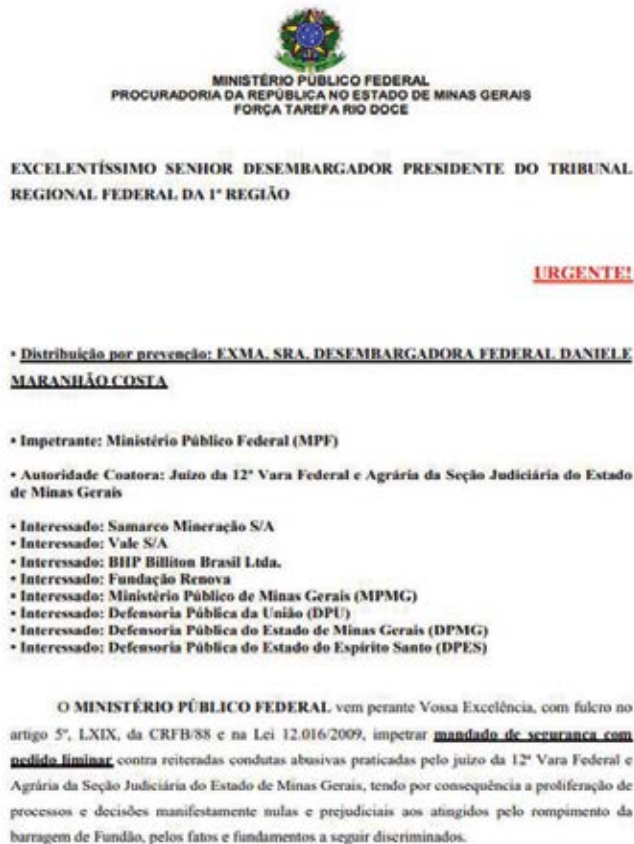 MINISTÉRIO PÚBLICO FEDERAL
PROCURADORIA DA REPÚBLICA NO ESTADO DE MINAS GERAIS
FORÇA TAREFA RIO DOCE
EXCELENTÍSSIMO SENHOR DESEMBARGADOR PRESIDENTE DO TRIBUNAL
REGIONAL FEDERAL DA 1ª REGIÃO
URGENTE!
• Distribuição por prevenção: EXMA. SRA. DESEMBARGADORA FEDERAL DANIELE
MARANHÃO COSTA
• Impetrante: Ministério Público Federal (MPF)
• Autoridade Coatora: Juízo da 12ª Vara Federal e Agrária da Seção Judiciária do Estado
de Minas Gerais
• Interessado: Samarco Mineração S/A
• Interessado: Vale S/A
• Interessado: BHP Billiton Brasil Ltda.
• Interessado: Fundação Renova
• Interessado: Ministério Público de Minas Gerais (MPMG)
• Interessado: Defensoria Pública da União (DPU)
• Interessado: Defensoria Pública do Estado de Minas Gerais (DPMG)
• Interessado: Defensoria Pública do Estado do Espírito Santo (DPES)
O MINISTÉRIO PÚBLICO FEDERAL vem perante Vossa Excelência, com fulcro no
artigo 5º, LXIX, da CRFB/88 e na Lei 12.016/2009, impetrar mandado de segurança com
pedido liminar contra reiteradas condutas abusivas praticadas pelo juízo da 12ª Vara Federal e
Agrária da Seção Judiciária do Estado de Minas Gerais, tendo por consequência a proliferação de
processos e decisões manifestamente nulas e prejudiciais aos atingidos pelo rompimento da
barragem de Fundão, pelos fatos e fundamentos a seguir discriminados.